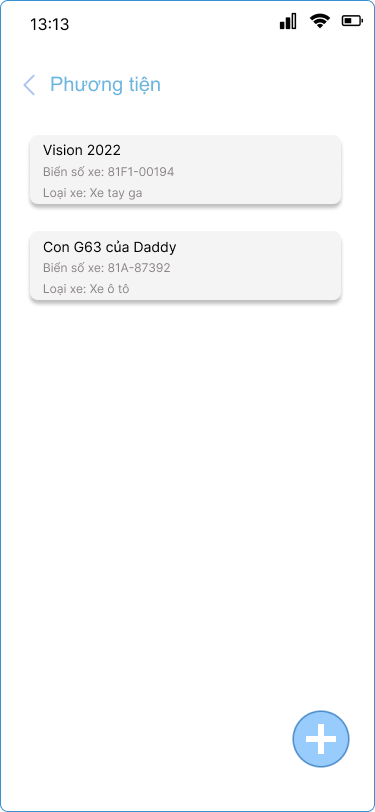 13:13
Phương tiện
Vision 2022
Biển số xe: 81F1-00194
Loại xe: Xe tay ga
Con G63 của Daddy
Biển số xe: 81A-87392
Loại xe: Xe ô tô